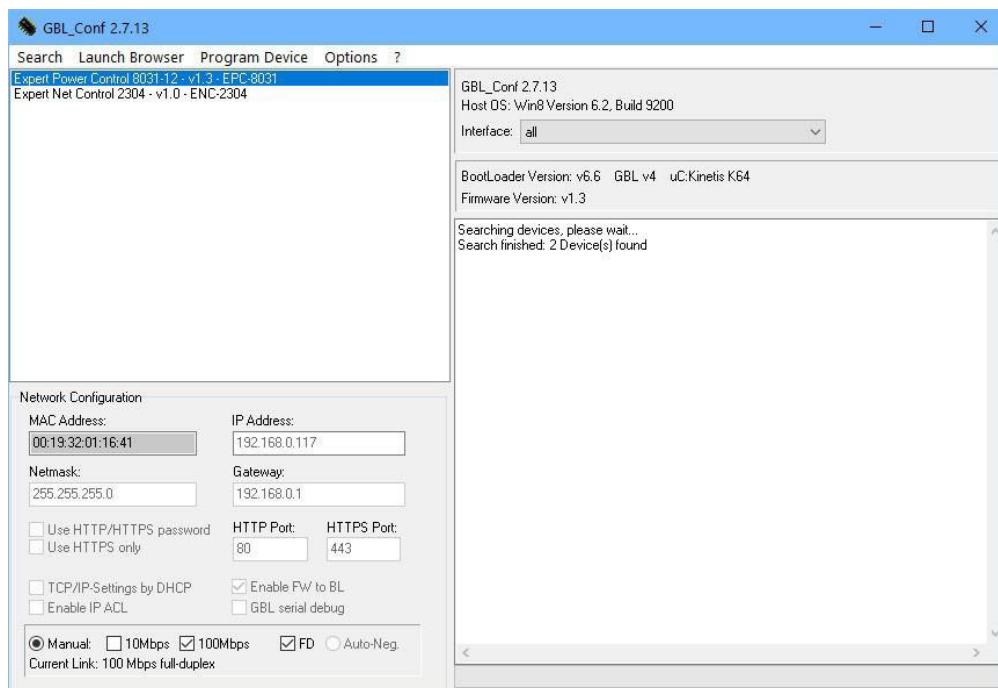 GBL_Conf 2.7.13
Search Launch Browser Program Device Options ?
Expert Power Control 8031-12 - v1.3 - EPC-8031
Expert Net Control 2304 - v1.0 - ENC-2304
GBL_Conf 2.7.13
Host OS: Win8 Version 6.2, Build 9200
Interface: all
BootLoader Version: v6.6 GBL v4 uC:Kinetis K64
Firmware Version: v1.3
Searching devices, please wait...
Search finished: 2 Device(s) found
Network Configuration
MAC Address: IP Address:
00:19:32:01:16:41 192.168.0.117
Netmask: Gateway:
255.255.255.0 192.168.0.1
Use HTTP/HTTPS password HTTP Port: HTTPS Port:
Use HTTPS only 80 443
TCP/IP-Settings by DHCP Enable FW to BL
Enable IP ACL GBL serial debug
Manual: 10Mbps 100Mbps FD Auto-Neg.
Current Link: 100 Mbps full-duplex